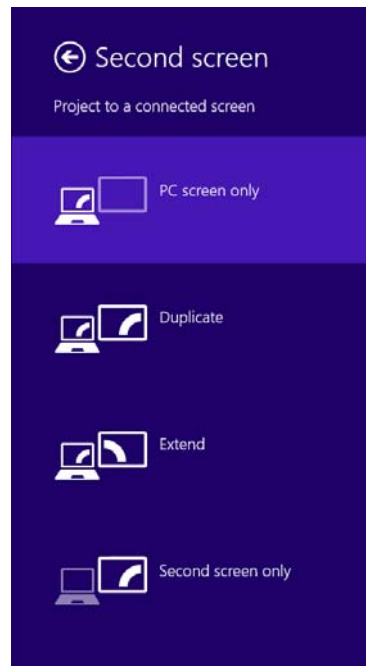 Second screen
Project to a connected screen
PC screen only
Duplicate
Extend
Second screen only